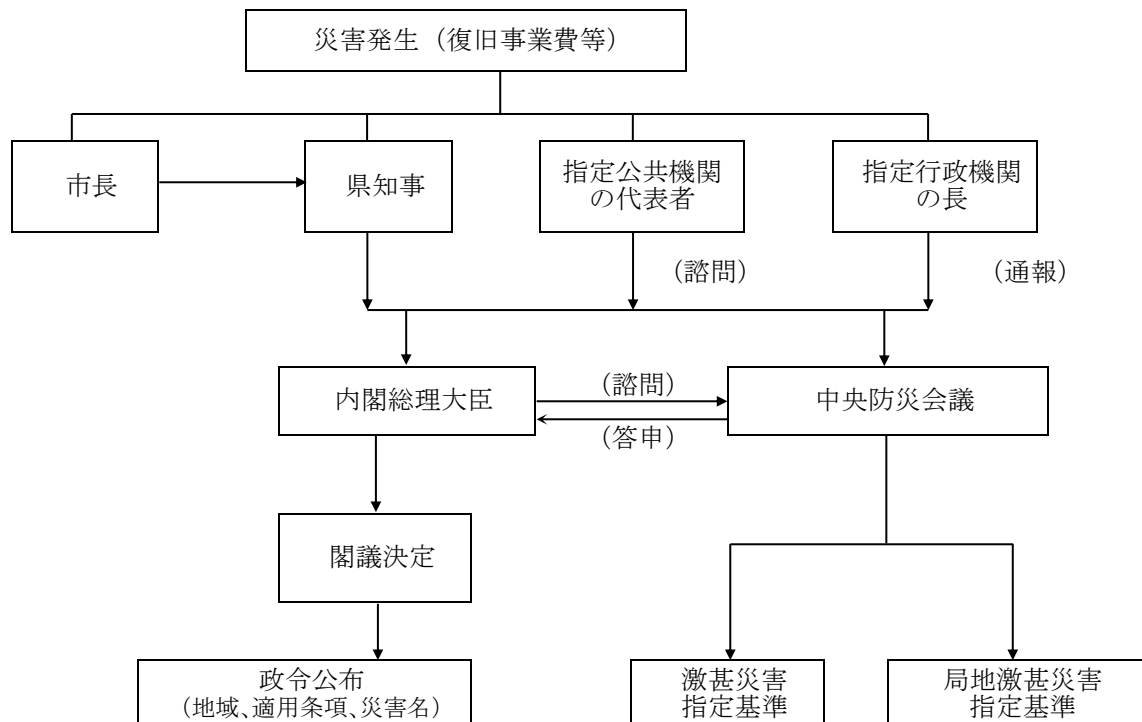 災害発生（復旧事業費等）
市長
県知事
指定公共機関
の代表者
指定行政機関
の長
（諮問）
（通報）
内閣総理大臣
（諮問）
（答申）
中央防災会議
閣議決定
政令公布
（地域、適用条項、災害名）
激甚災害
指定基準
局地激甚災害
指定基準